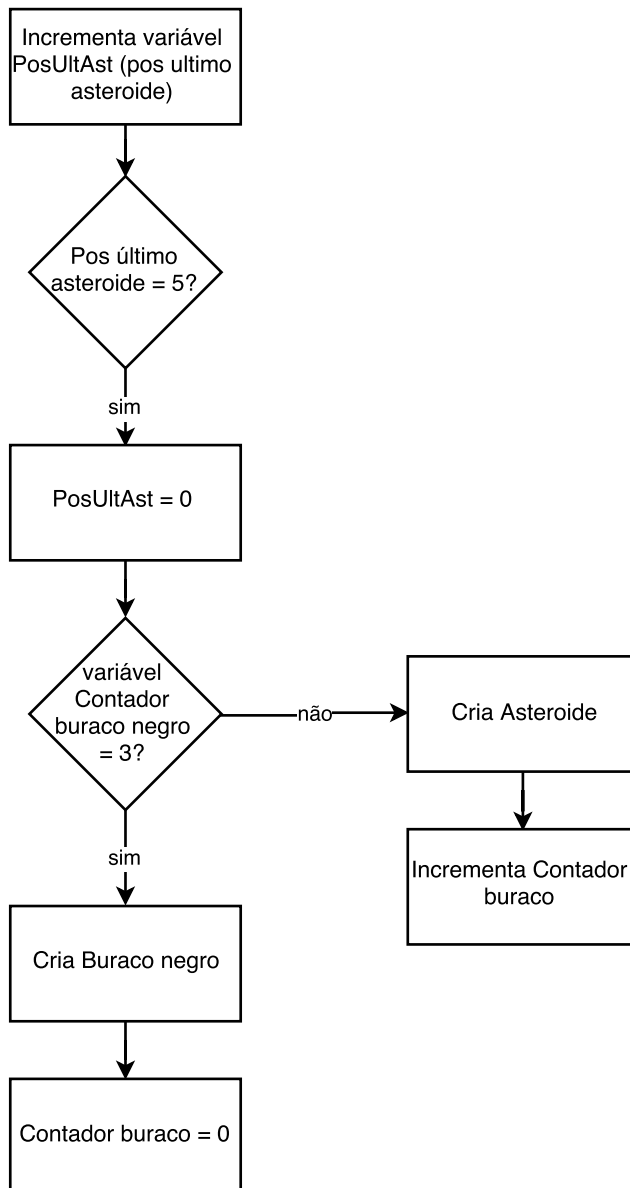 Incrementa variável
PosUltAst (pos ultimo
asteroide)
Pos último
asteroide = 5?
sim
PosUltAst = 0
variável
Contador
buraco negro
= 3?
não
Cria Asteroide
Incrementa Contador
buraco
sim
Cria Buraco negro
Contador buraco = 0